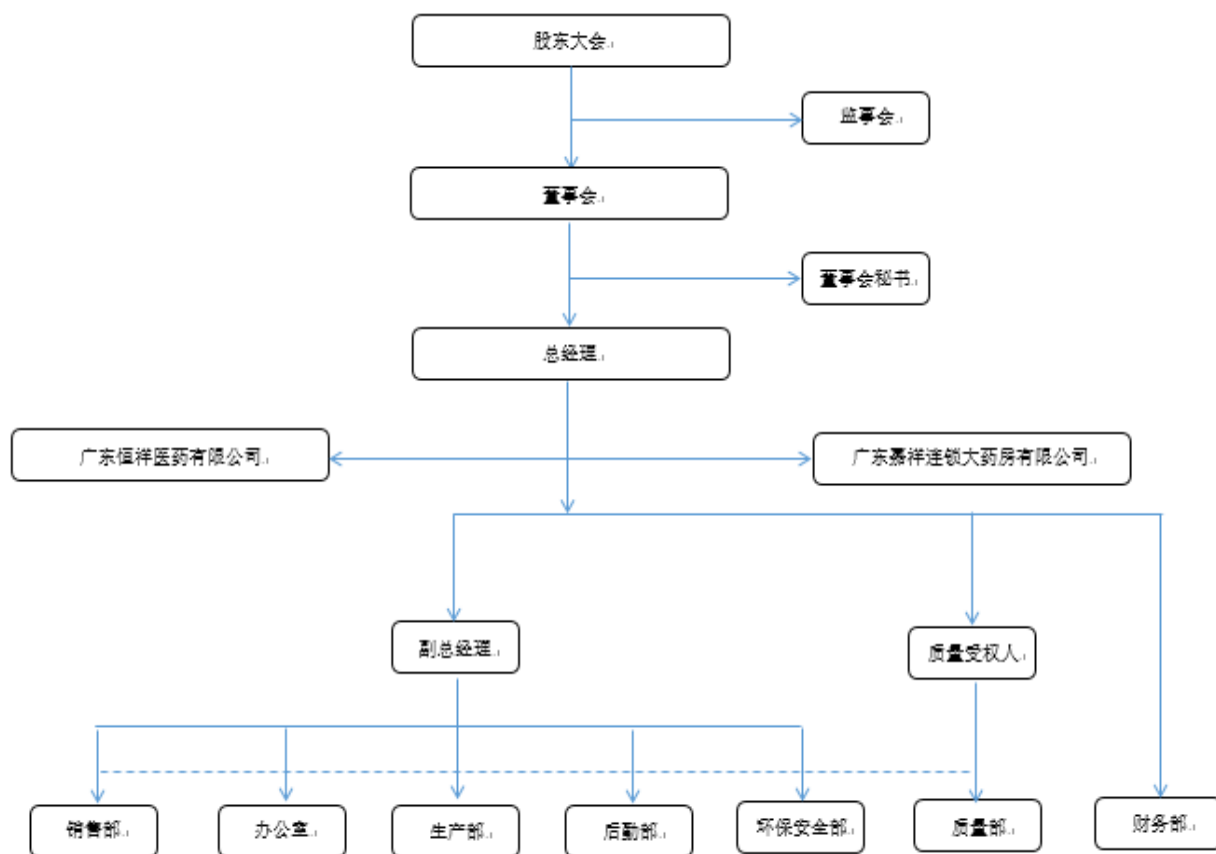 股东大会
监事会
董事会
董事会秘书
总经理
广东恒祥医药有限公司
广东嘉祥连锁大药房有限公司
副总经理
质量受权人
销售部
办公室
生产部
后勤部
环保安全部
质量部
财务部